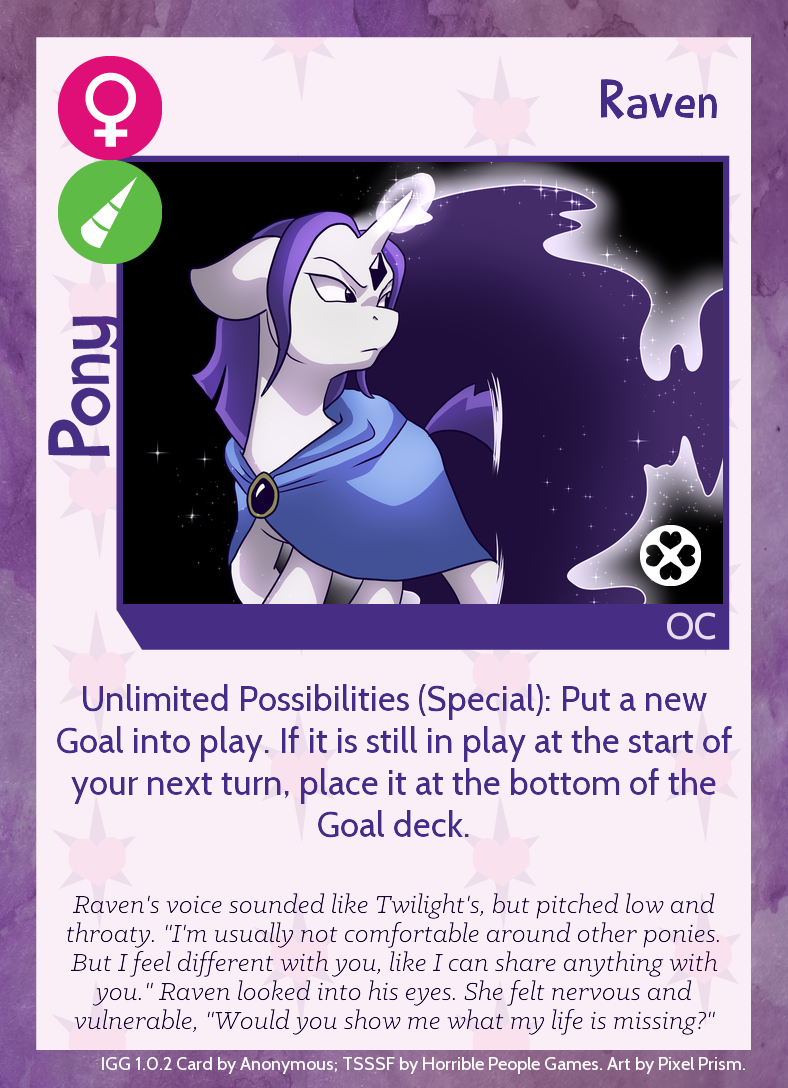 Raven
Pony
OC
Unlimited Possibilities (Special): Put a new
Goal into play. If it is still in play at the start of
your next turn, place it at the bottom of the
Goal deck.
Raven's voice sounded like Twilight's, but pitched low and
throaty. "I'm usually not comfortable around other ponies.
But I feel different with you, like I can share anything with
you." Raven looked into his eyes. She felt nervous and
vulnerable, "Would you show me what my life is missing?"
IGG 1.0.2 Card by Anonymous; TSSSF by Horrible People Games. Art by Pixel Prism.